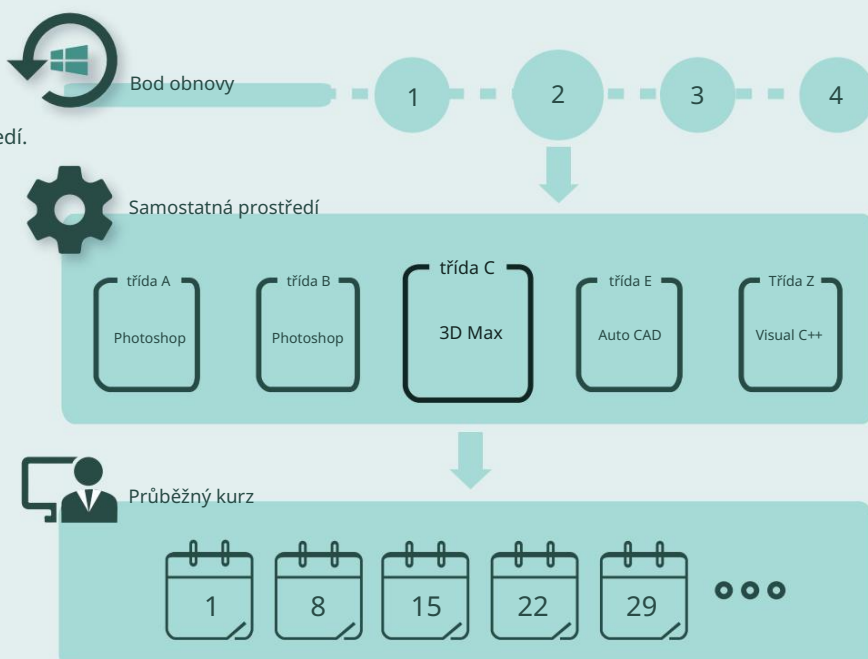 Bod obnovy
1 2 3 4
Samostatná prostředí
třída A třída B třída C třída E Třída Z
Photoshop Photoshop 3D Max Auto CAD Visual C++
Průběžný kurz
1 8 15 22 29